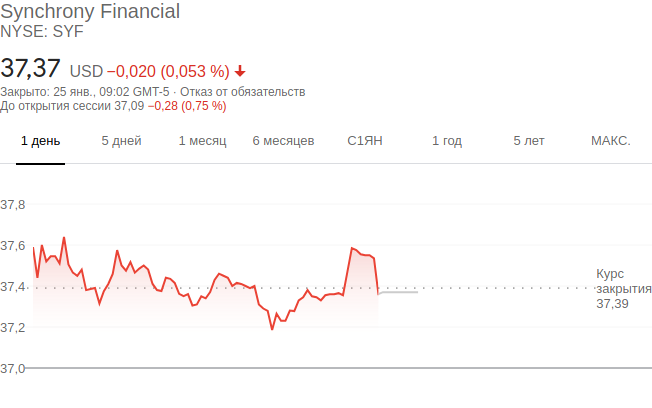 Synchrony Financial
NYSE: SYF
37,37 USD −0,020 (0,053 %)
Закрыто: 25 янв., 09:02 GMT-5 · Отказ от обязательств
До открытия сессии 37,09 −0,28 (0,75 %)
1 день 5 дней 1 месяц 6 месяцев С1ЯН 1 год 5 лет МАКС.
37,8
37,6
37,4
37,2
37,0
Курс
закрытия
37,39